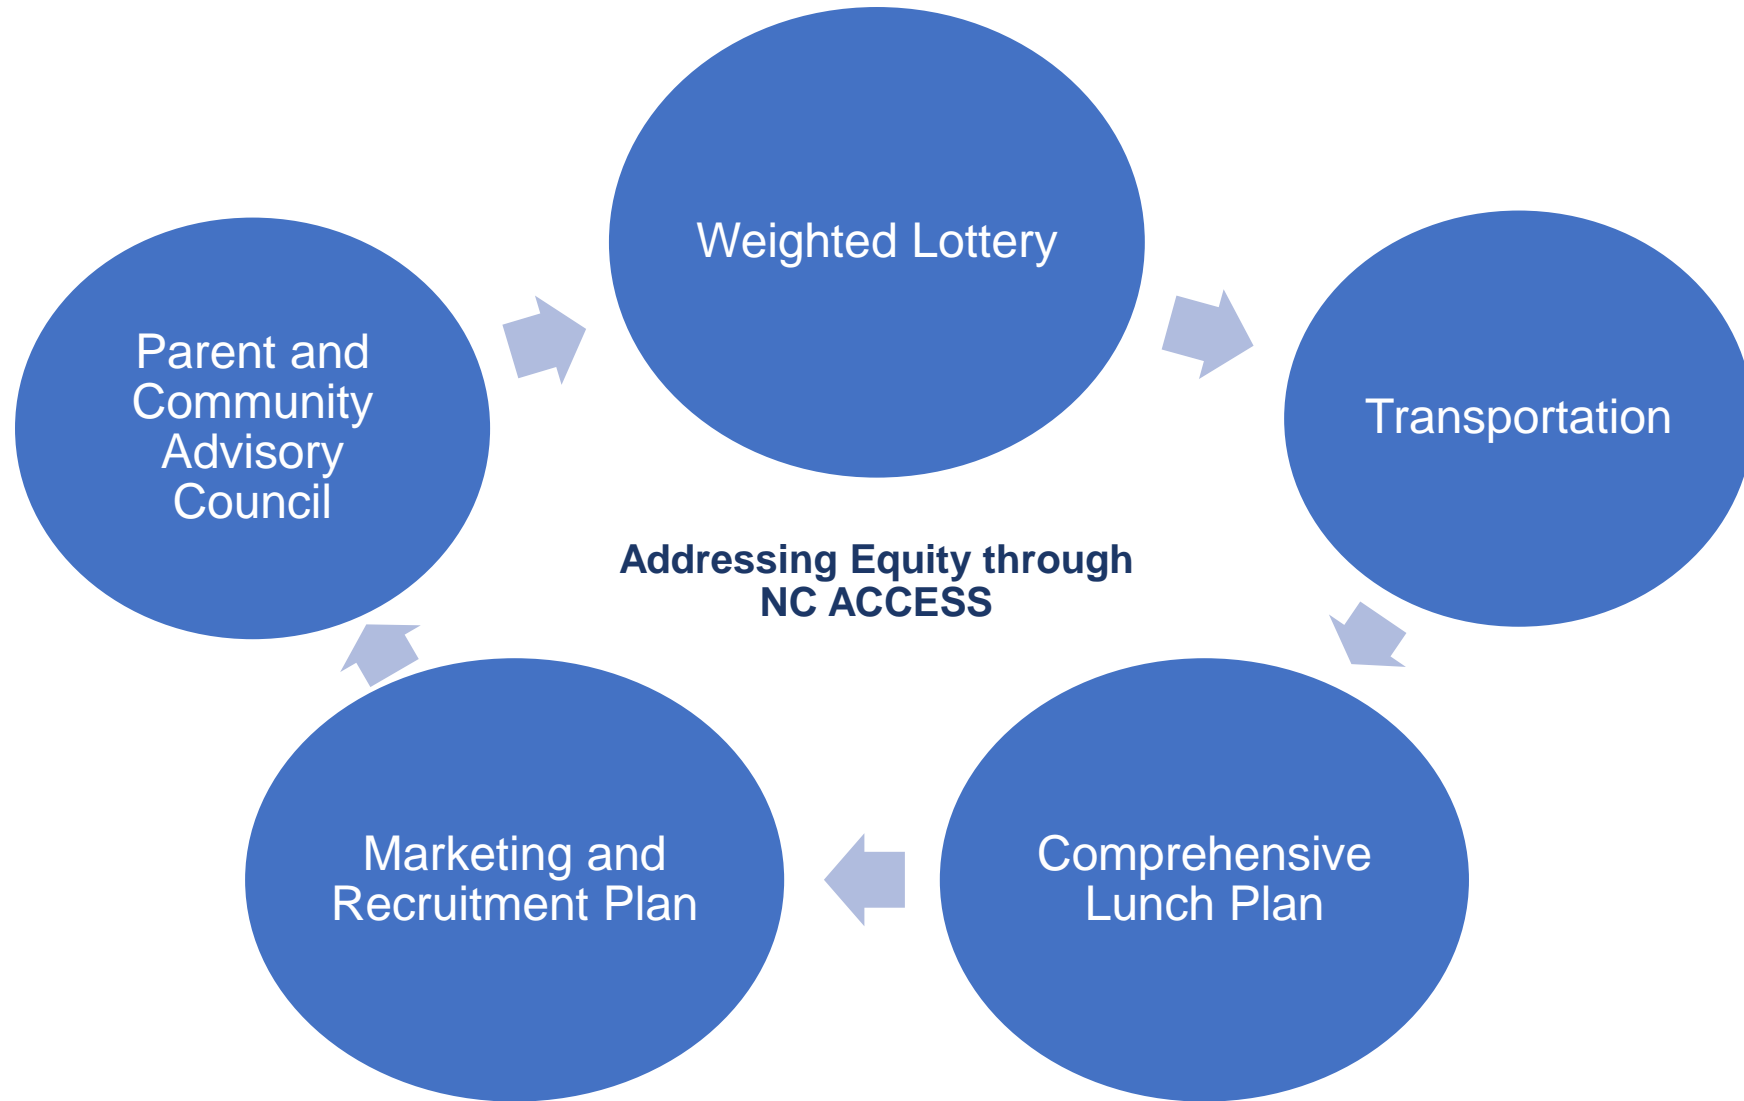 Weighted Lottery
Transportation
Comprehensive
Lunch Plan
Marketing and
Recruitment Plan
Parent and
Community
Advisory
Council
Addressing Equity through
NC ACCESS